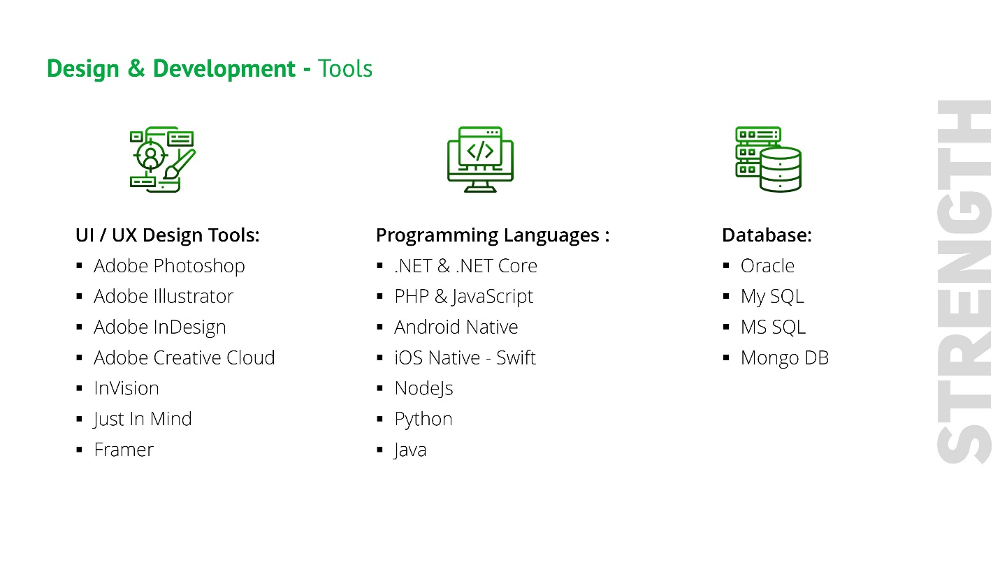 Design & Development - Tools
UI / UX Design Tools:
▪ Adobe Photoshop
▪ Adobe Illustrator
▪ Adobe InDesign
▪ Adobe Creative Cloud
▪ InVision
▪ Just In Mind
▪ Framer
Programming Languages :
▪ .NET & .NET Core
▪ PHP & JavaScript
▪ Android Native
▪ iOS Native - Swift
▪ NodeJs
▪ Python
▪ Java
Database:
▪ Oracle
▪ My SQL
▪ MS SQL
▪ Mongo DB
STRENGTH